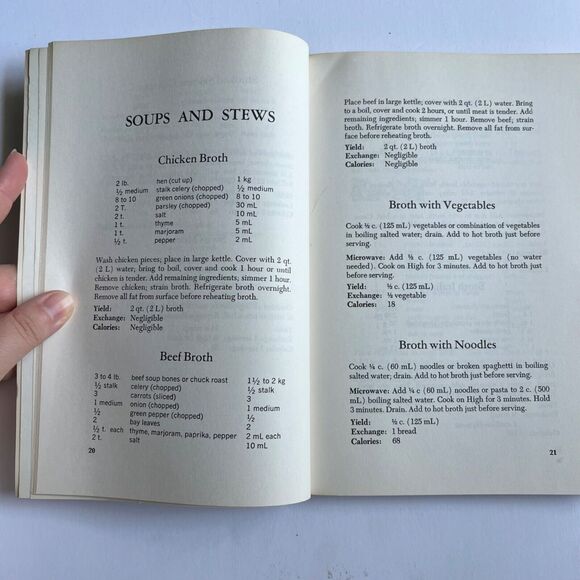 SOUPS AND STEWS
Chicken Broth
2 lb. hen (cut up) 1 kg
½ medium stalk celery (chopped) ½ medium
8 to 10 green onions (chopped) 8 to 10
2 T. parsley (chopped) 30 mL
2 t. salt 10 mL
1 t. thyme 5 mL
1 t. marjoram 5 mL
½ t. pepper 2 mL
Wash chicken pieces; place in large kettle. Cover with 2 qt.
(2 L) water; bring to boil, cover and cook 1 hour or until
chicken is tender. Add remaining ingredients; simmer 1 hour.
Remove chicken; strain broth. Refrigerate broth overnight.
Remove all fat from surface before reheating broth.
Yield: 2 qt. (2 L) broth
Exchange: Negligible
Calories: Negligible
Beef Broth
3 to 4 lb. beef soup bones or chuck roast 1½ to 2 kg
½ stalk celery (chopped) ½ stalk
3 carrots (sliced) 3
1 medium onion (chopped) 1 medium
½ green pepper (chopped) ½
2 bay leaves 2
½ t. each thyme, marjoram, paprika, pepper 2 mL each
2 t. salt 10 mL
20
Place beef in large kettle; cover with 2 qt. (2 L) water. Bring
to a boil, cover and cook 2 hours, or until meat is tender. Add
remaining ingredients; simmer 1 hour. Remove beef; strain
broth. Refrigerate broth overnight. Remove all fat from sur-
face before reheating broth.
Yield: 2 qt. (2 L) broth
Exchange: Negligible
Calories: Negligible
Broth with Vegetables
Cook ½ c. (125 mL) vegetables or combination of vegetables
in boiling salted water; drain. Add to hot broth just before
serving.
Microwave: Add ½ c. (125 mL) vegetables (no water
needed). Cook on High for 3 minutes. Add to hot broth just
before serving.
Yield: ½ c. (125 mL)
Exchange: ½ vegetable
Calories: 18
Broth with Noodles
Cook ¼ c. (60 mL) noodles or broken spaghetti in boiling
salted water; drain. Add to hot broth just before serving.
Microwave: Add ¼ c (60 mL) noodles or pasta to 2 c. (500
mL) boiling salted water. Cook on High for 3 minutes. Hold
3 minutes. Drain. Add to hot broth just before serving.
Yield: ½ c. (125 mL)
Exchange: 1 bread
Calories: 68
21